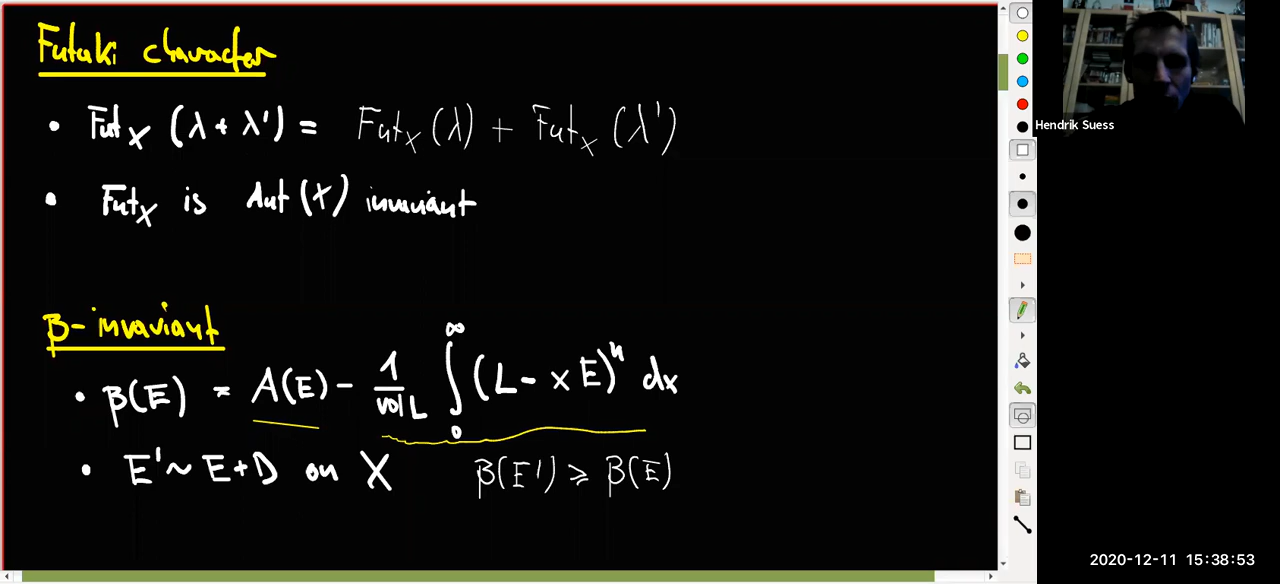 Futaki character
• Fut_X (λ + λ') = Fut_X (λ) + Fut_X (λ')
• Fut_X is Aut (X) invariant
β-invariant
• β(E) = A(E) - 1/vol L ∫_0^∞ (L - x E)^n dx
• E' ~ E + D on X β(E') ≥ β(E)
Hendrik Suess
2020-12-11 15:38:53